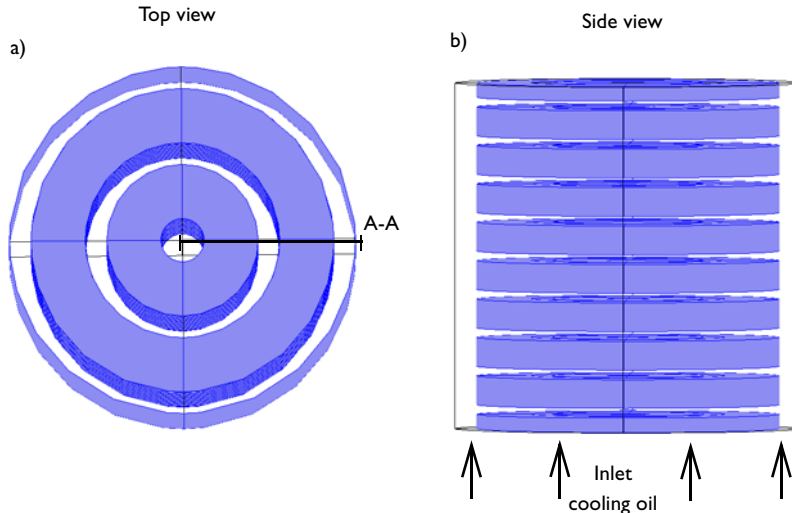 Top view
Side view
a)
b)
A-A
Inlet
cooling oil